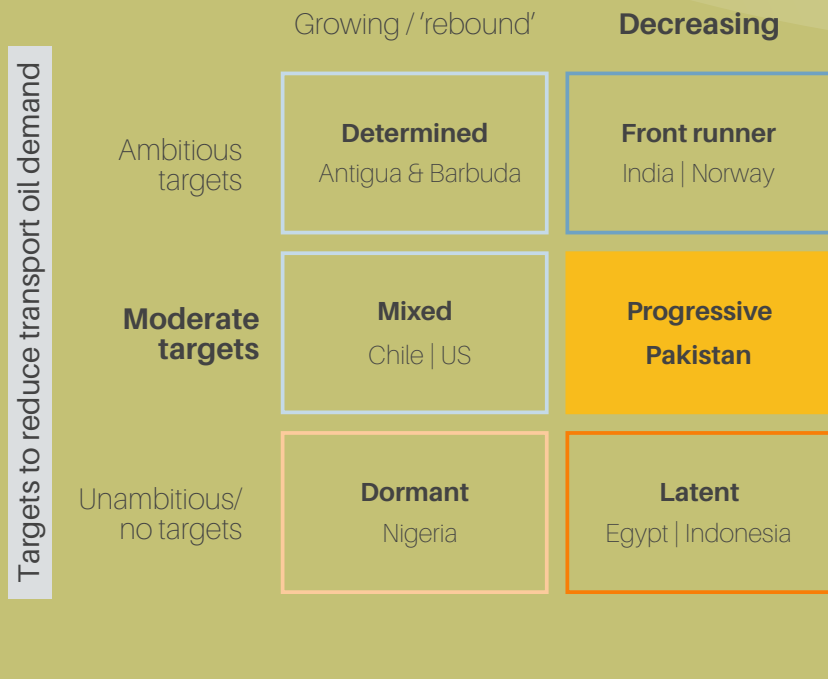 Growing / ‘rebound’
Decreasing
Targets to reduce transport oil demand
Ambitious
targets
Determined
Antigua & Barbuda
Front runner
India | Norway
Moderate
targets
Mixed
Chile | US
Progressive
Pakistan
Unambitious/
no targets
Dormant
Nigeria
Latent
Egypt | Indonesia